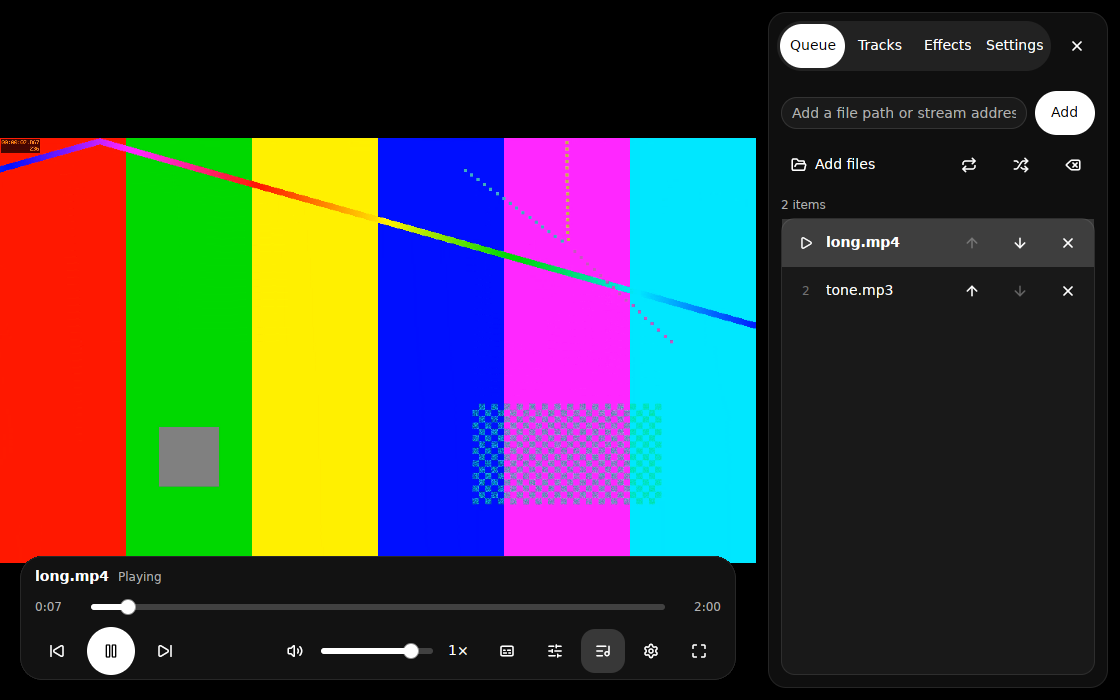 Queue Tracks Effects Settings
Add a file path or stream addres Add
Add files
2 items
long.mp4
2 tone.mp3
long.mp4 Playing
0:07 2:00
1×